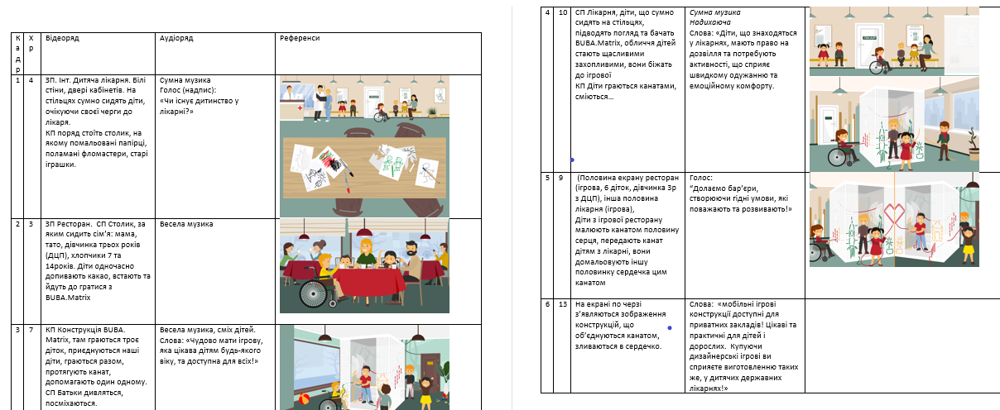 К
а
д
р
Х
р
Відеоряд
Аудіоряд
Референси
1
4
ЗП. Інт. Дитяча лікарня. Білі
стіни, двері кабінетів. На
стільцях сумно сидять діти,
очікуючи своєї черги до
лікаря.
КП поряд стоїть столик, на
якому помальовані папірці,
поламані фломастери, старі
іграшки.
Сумна музика
Голос (надпис):
«Чи існує дитинство у
лікарні?»
2
3
ЗП Ресторан.  СП Столик, за
яким сидить сім’я: мама,
тато, дівчинка трьох років
(ДЦП), хлопчики 7 та
14років. Діти одночасно
допивають какао, встають та
йдуть до гратися з
BUBA.Matrix
Весела музика
3
7
КП Конструкція BUBA.
Matrix, там граються троє
діток, приєднуються наші
діти, граються разом,
протягують канат,
допомагають один одному.
СП Батьки дивляться,
посміхаються.
Весела музика, сміх дітей.
Слова: «Чудово мати ігрову,
яка цікава дітям будь-якого
віку, та доступна для всіх!»
4
10
СП Лікарня, діти, що сумно
сидять на стільцях,
підводять погляд та бачать
BUBA.Matrix, обличчя дітей
стають щасливими
захопливими, вони біжать
до ігрової
КП Діти граються канатами,
сміються...
Сумна музика
Надихаюча
Слова: «Діти, що знаходяться
у лікарнях, мають право на
дозвілля та потребують
активності, що сприяє
швидкому одужанню та
емоційному комфорту.
5
9
(Половина екрану ресторан
(ігрова, 6 діток, дівчинка 3р
з ДЦП), інша половина
лікарня (ігрова),
Діти з ігрової ресторану
малюють канатом половину
серця, передають канат
дітям з лікарні, вони
домальовують іншу
половинку сердечка цим
канатом
Голос:
“Долаємо бар’єри,
створюючи гідні умови, які
поважають та розвивають!»
6
13
На екрані по черзі
з’являються зображення
конструкцій, що
об’єднуються канатом,
зливаються в сердечко.
Слова:  «мобільні ігрові
конструкції доступні для
приватних закладів! Цікаві та
практичні для дітей і
дорослих.  Купуючи
дизайнерські ігрові ви
сприяєте виготовленню таких
же, у дитячих державних
лікарнях!»